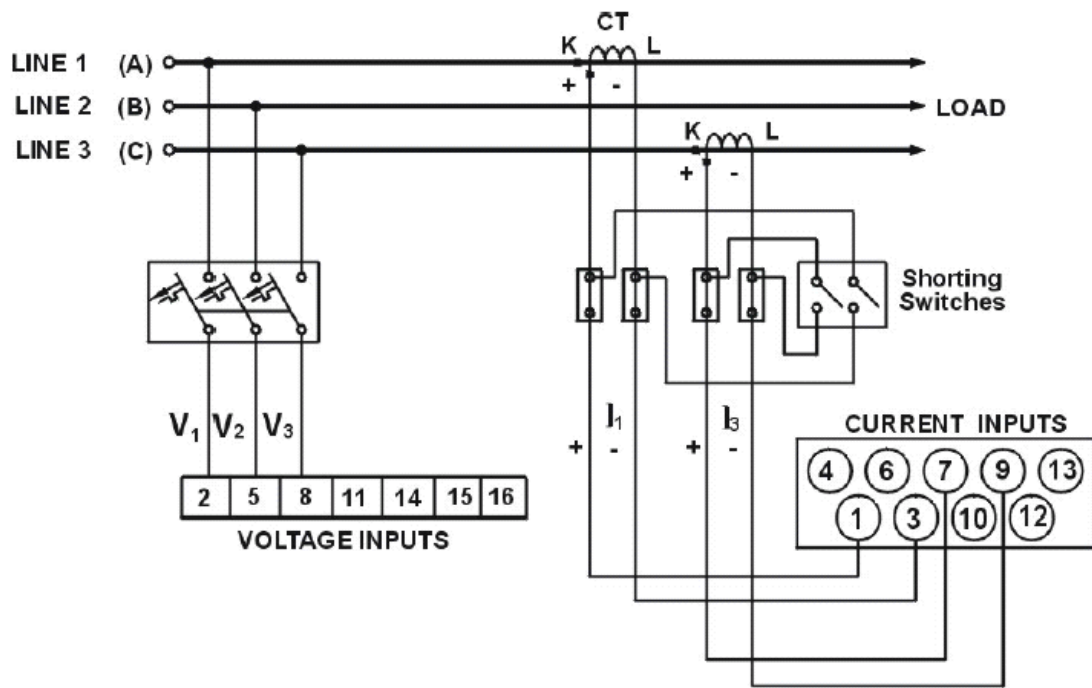 CT
K L
LINE 1 (A)
+ -
LINE 2 (B) LOAD
K L
LINE 3 (C)
+ -
Shorting
Switches
V1 V2 V3
I1 I3
+ - + -
CURRENT INPUTS
4 6 7 9 13
1 3 10 12
2 5 8 11 14 15 16
VOLTAGE INPUTS